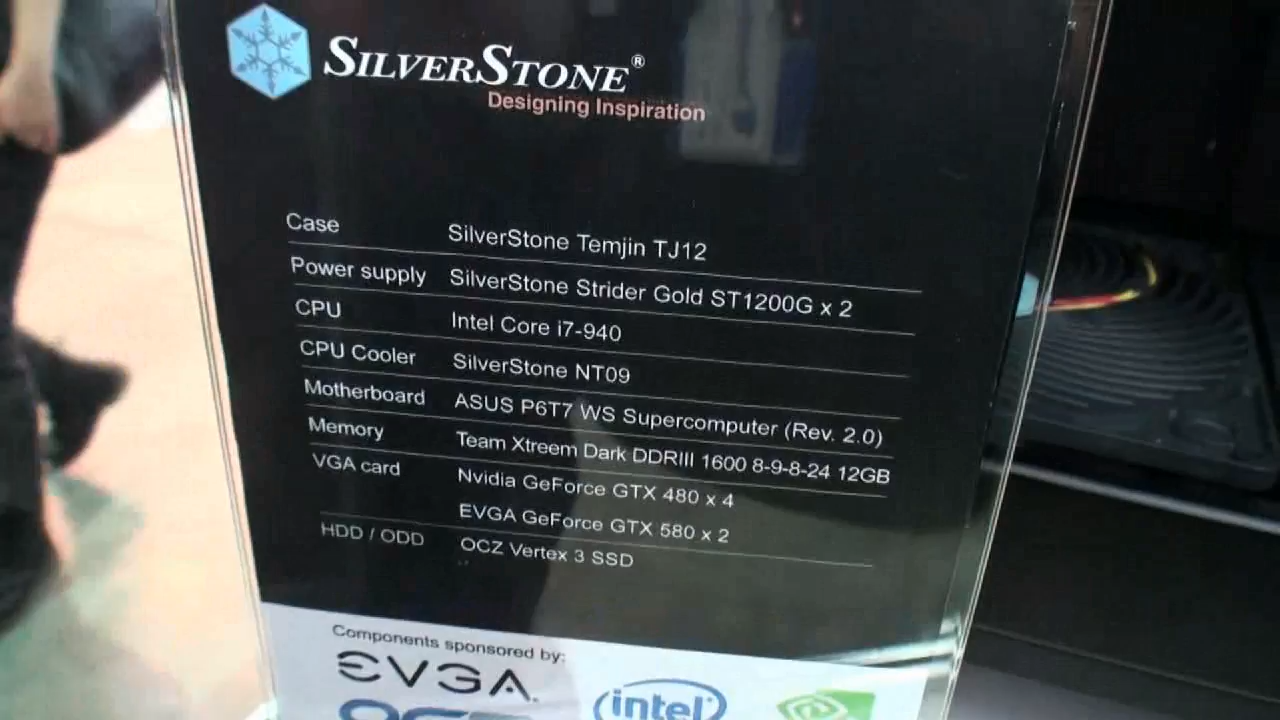 SILVERSTONE®
Designing Inspiration
Case SilverStone Temjin TJ12
Power supply SilverStone Strider Gold ST1200G x 2
CPU Intel Core i7-940
CPU Cooler SilverStone NT09
Motherboard ASUS P6T7 WS Supercomputer (Rev. 2.0)
Memory Team Xtreem Dark DDRIII 1600 8-9-8-24 12GB
VGA card Nvidia GeForce GTX 480 x 4
EVGA GeForce GTX 580 x 2
HDD / ODD OCZ Vertex 3 SSD
Components sponsored by:
EVGA.
intel